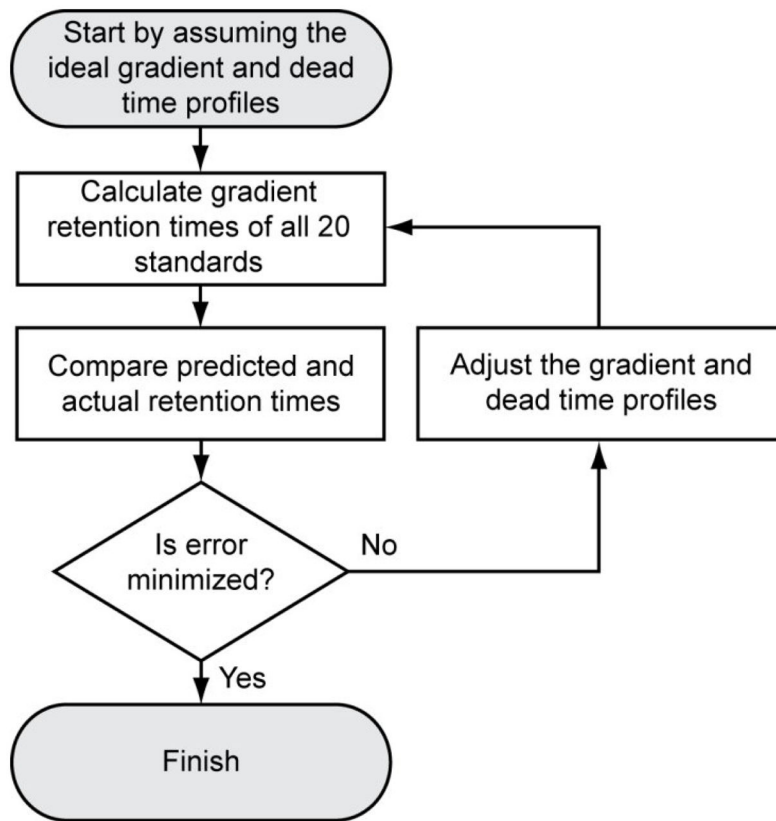 Start by assuming the
ideal gradient and dead
time profiles
Calculate gradient
retention times of all 20
standards
Compare predicted and
actual retention times
Adjust the gradient and
dead time profiles
Is error
minimized?
No
Yes
Finish